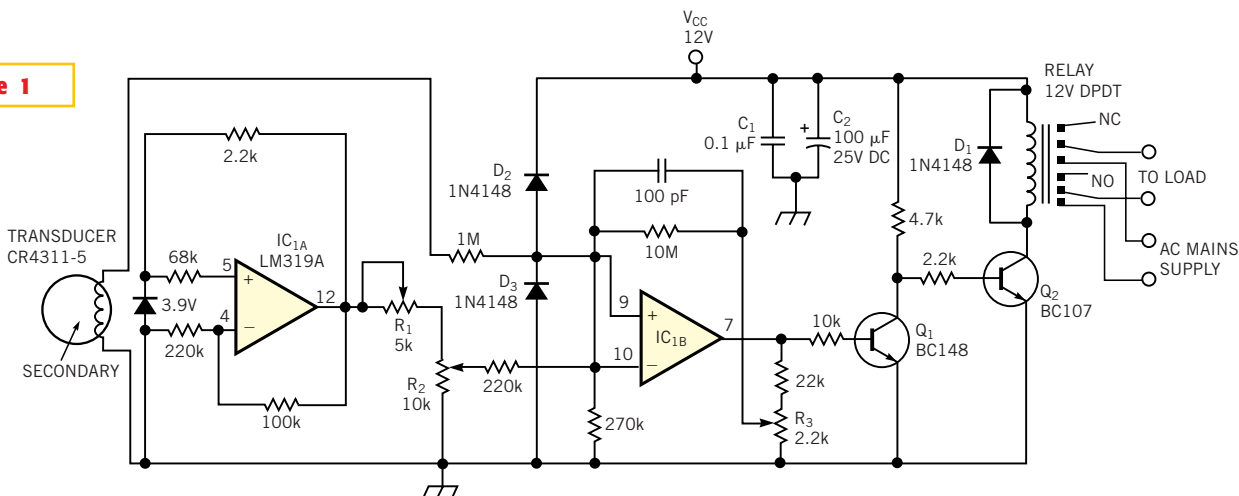 e 1
V_CC
12V
RELAY
12V DPDT
NC
NO
TO LOAD
AC MAINS
SUPPLY
C₁
0.1 µF
+
C₂
100 µF
25V DC
D₁
1N4148
2.2k
D₂
1N4148
100 pF
10M
1M
4.7k
2.2k
Q₂
BC107
TRANSDUCER
CR4311-5
SECONDARY
68k
3.9V
220k
IC₁A
LM319A
5
+
4
−
12
100k
R₁
5k
R₂
10k
220k
D₃
1N4148
9
+
10
−
IC₁B
7
270k
10k
Q₁
BC148
22k
R₃
2.2k